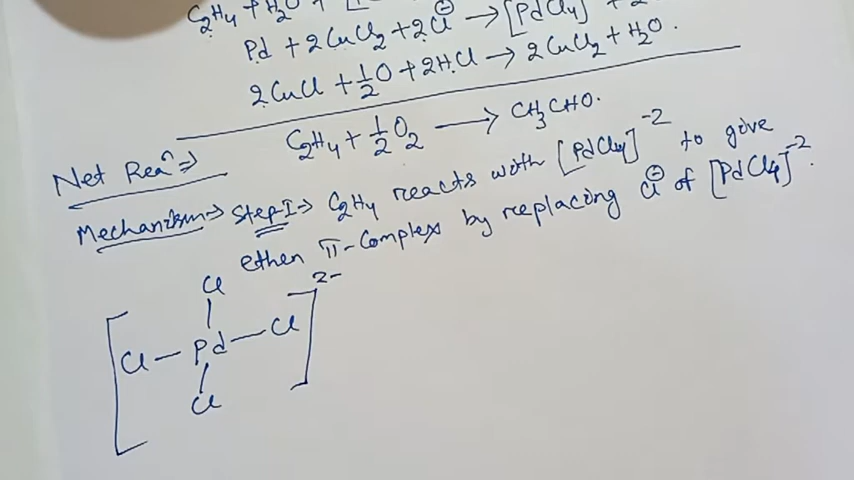 C₂H₄ + H₂O +
Pd + 2CuCl₂ + 2Cl⊖ → [PdCl₄]
2CuCl + ½O + 2HCl → 2CuCl₂ + H₂O.
Net Reaⁿ ⇒ C₂H₄ + ½O₂ → CH₃CHO.
Mechanism ⇒ Step-I → C₂H₄ reacts with [PdCl₄]⁻² to give
ethen π-Complex by replacing Cl⊖ of [PdCl₄]⁻².
Cl
2-
Cl — Pd — Cl
Cl